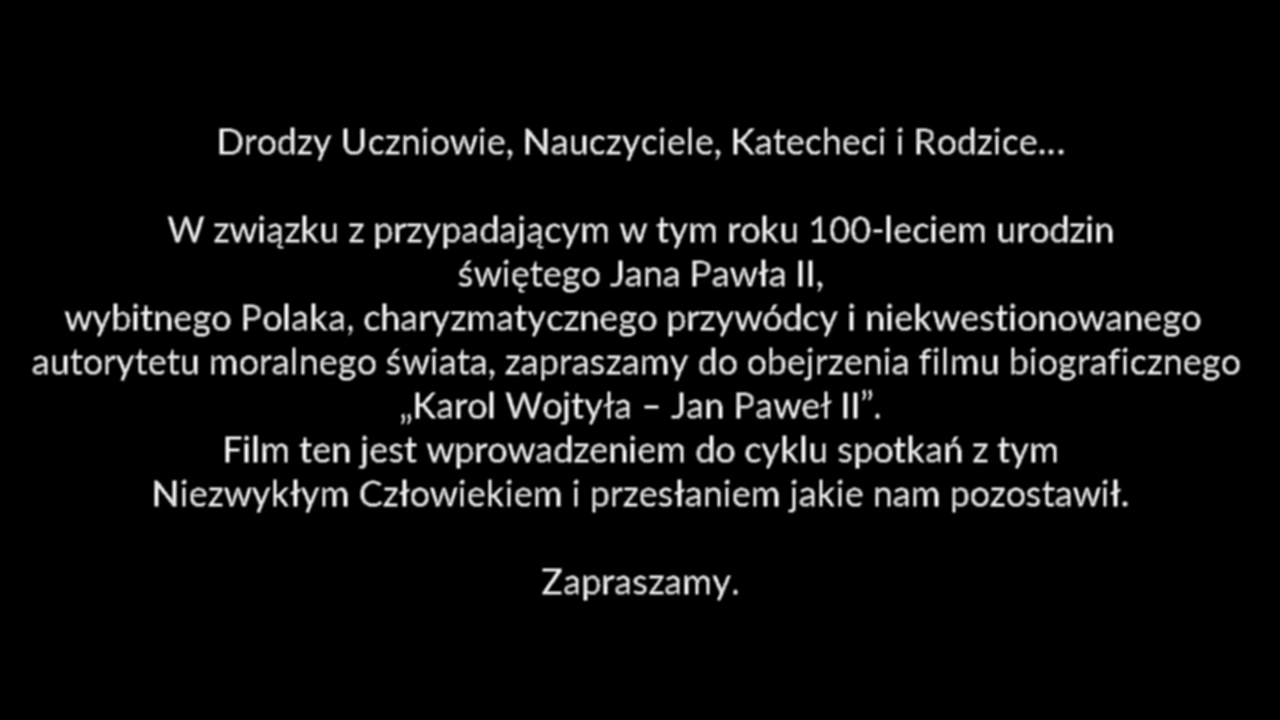 Drodzy Uczniowie, Nauczyciele, Katecheci i Rodzice...
W związku z przypadającym w tym roku 100-leciem urodzin
świętego Jana Pawła II,
wybitnego Polaka, charyzmatycznego przywódcy i niekwestionowanego
autorytetu moralnego świata, zapraszamy do obejrzenia filmu biograficznego
„Karol Wojtyła – Jan Paweł II”.
Film ten jest wprowadzeniem do cyklu spotkań z tym
Niezwykłym Człowiekiem i przesłaniem jakie nam pozostawił.
Zapraszamy.